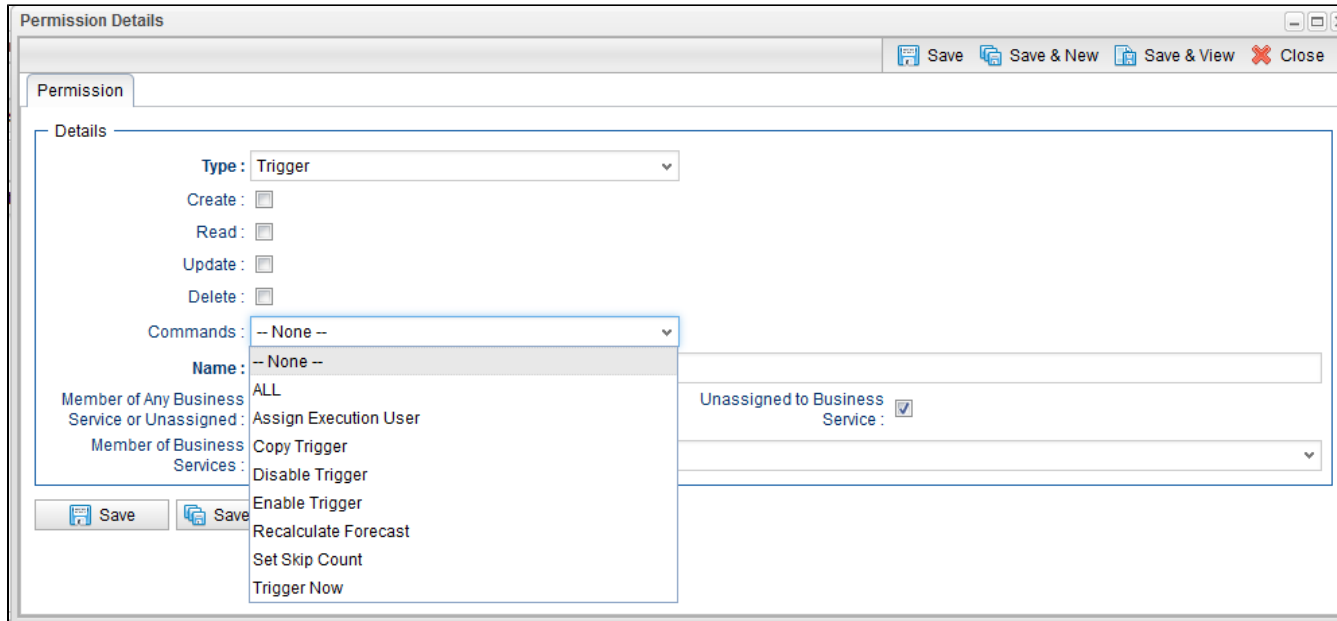 Permission Details
Save Save & New Save & View Close
Permission
Details
Type : Trigger
Create :
Read :
Update :
Delete :
Commands : -- None --
Name :
-- None --
ALL
Member of Any Business
Service or Unassigned :
Assign Execution User
Unassigned to Business
Service :
Member of Business
Services :
Copy Trigger
Disable Trigger
Enable Trigger
Save Save
Recalculate Forecast
Set Skip Count
Trigger Now